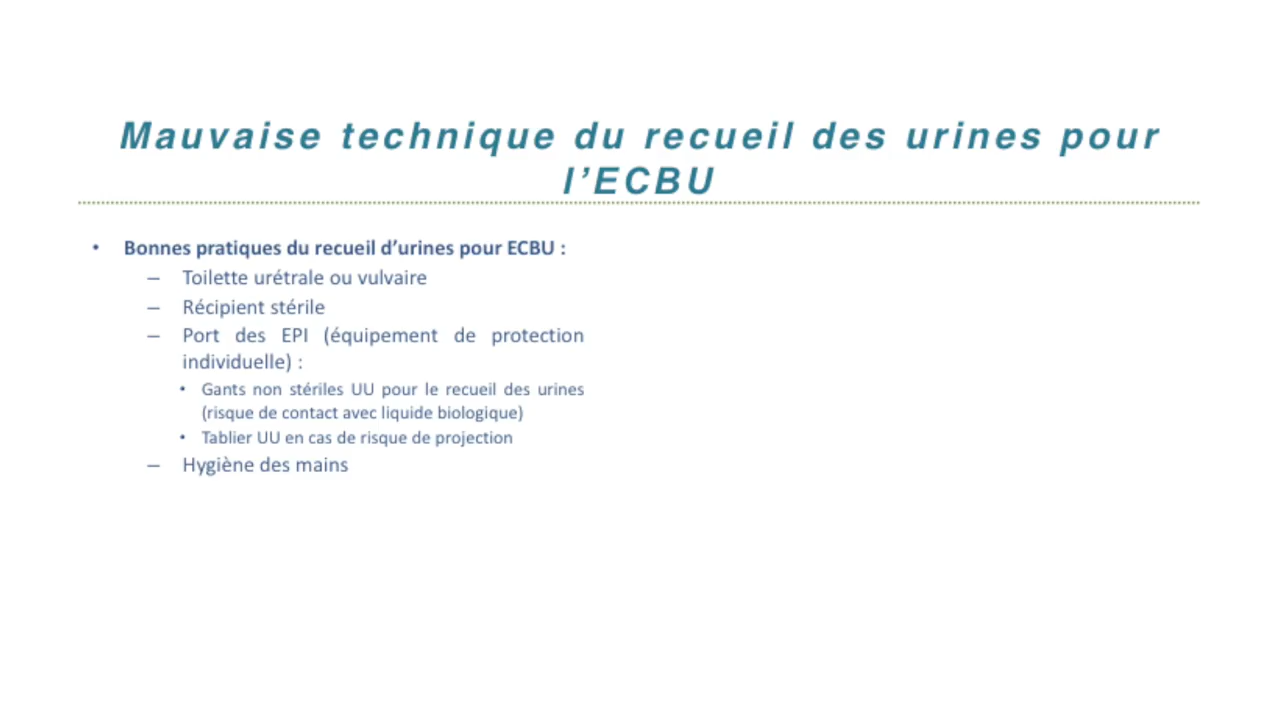 Mauvaise technique du recueil des urines pour
l’ECBU
• Bonnes pratiques du recueil d’urines pour ECBU :
– Toilette urétrale ou vulvaire
– Récipient stérile
– Port des EPI (équipement de protection
individuelle) :
• Gants non stériles UU pour le recueil des urines
(risque de contact avec liquide biologique)
• Tablier UU en cas de risque de projection
– Hygiène des mains